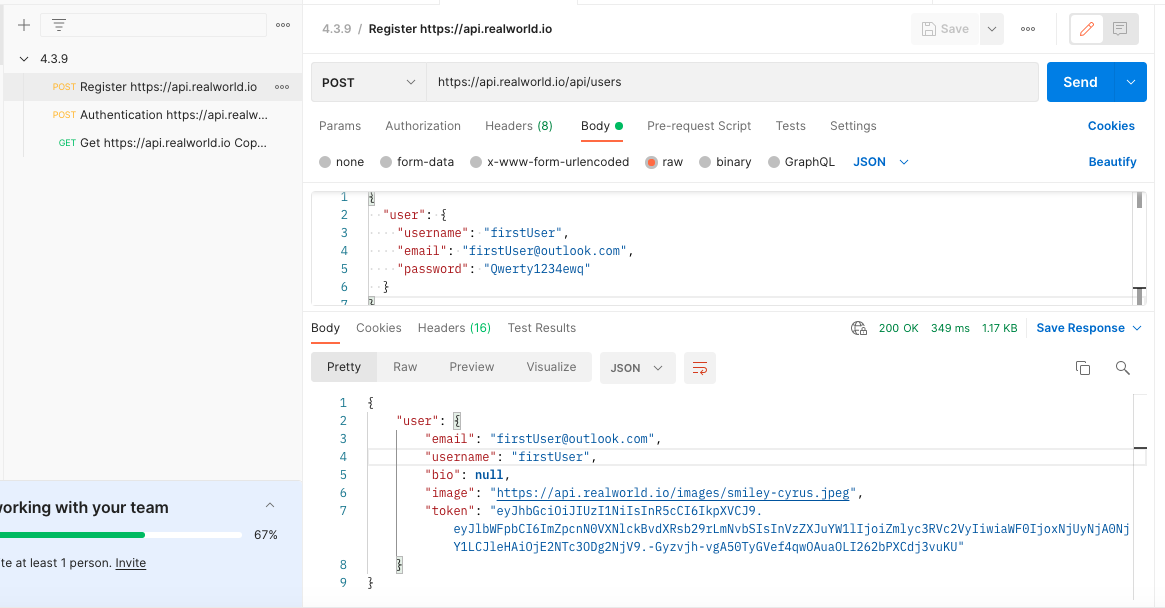 4.3.9
POST Register https://api.realworld.io
POST Authentication https://api.realw...
GET Get https://api.realworld.io Cop...
working with your team
67%
te at least 1 person. Invite
4.3.9 / Register https://api.realworld.io
Save
POST
https://api.realworld.io/api/users
Send
Params Authorization Headers (8) Body Pre-request Script Tests Settings Cookies
none form-data x-www-form-urlencoded raw binary GraphQL JSON Beautify
1 {
2 "user": {
3 "username": "firstUser",
4 "email": "firstUser@outlook.com",
5 "password": "Qwerty1234ewq"
6 }
7 }
Body Cookies Headers (16) Test Results 200 OK 349 ms 1.17 KB Save Response
Pretty Raw Preview Visualize JSON
1 {
2 "user": {
3 "email": "firstUser@outlook.com",
4 "username": "firstUser",
5 "bio": null,
6 "image": "https://api.realworld.io/images/smiley-cyrus.jpeg",
7 "token": "eyJhbGciOiJIUzI1NiIsInR5cCI6IkpXVCJ9.
eyJlbWFpbCI6ImZpcnN0VXNlckBvdXRsb29rLmNvbSIsInVzZXJuYW1lIjoiZmlyc3RVc2VyIiwiaWF0IjoxNjUyNjA0Nj
Y1LCJleHAiOjE2NTc3ODg2NjV9.-Gyzvjh-vgA50TyGVef4qwOAuaOLI262bPXCdj3vuKU"
8 }
9 }